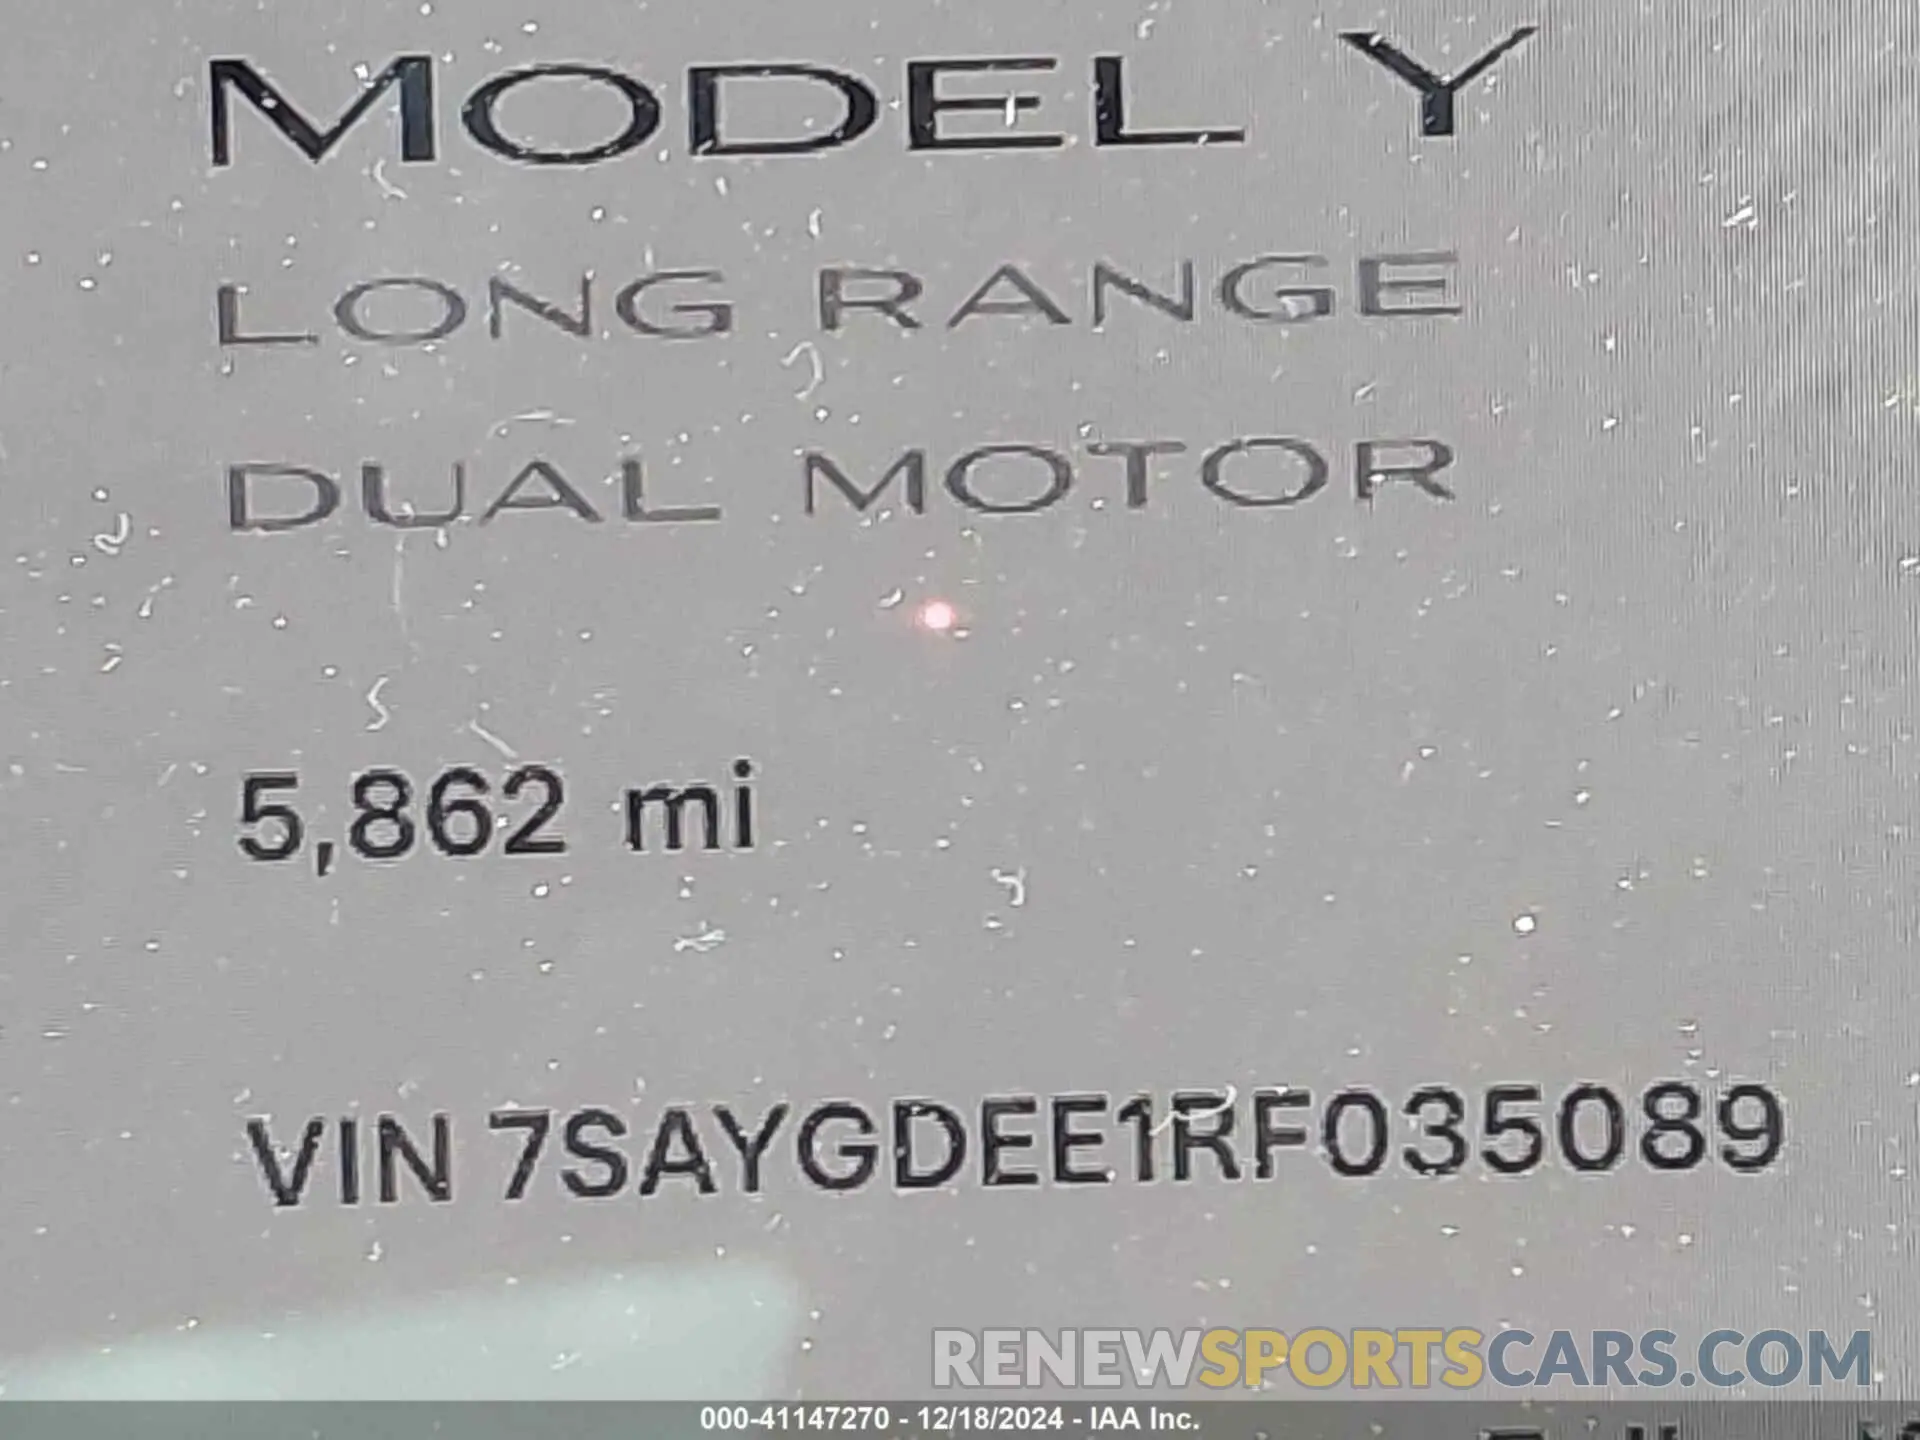 MODEL Y
LONG RANGE
DUAL MOTOR
5,862 mi
VIN 7SAYGDEE1RF035089
RENEWSPORTSCARS.COM
000-41147270 - 12/18/2024 - IAA Inc.